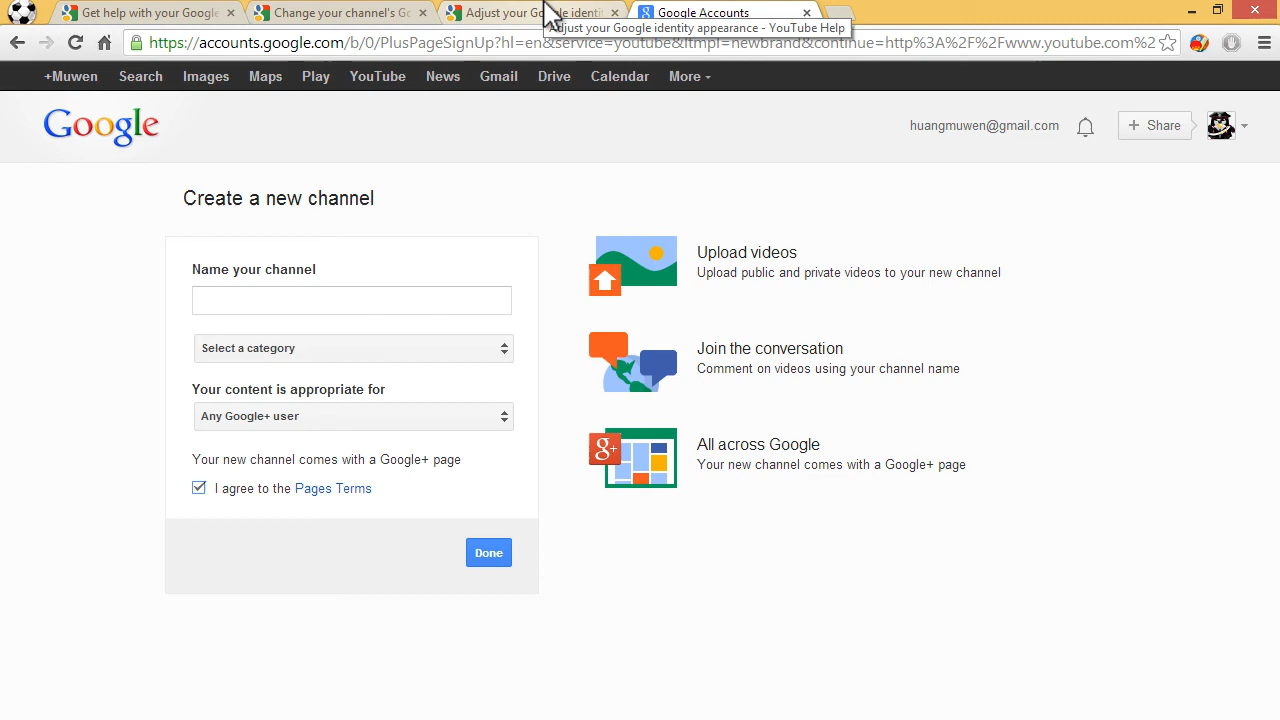 Get help with your Google
Change your channel's Go
Adjust your Google identit
Google Accounts
Adjust your Google identity appearance - YouTube Help
https://accounts.google.com/b/0/PlusPageSignUp?hl=en&service=youtube&ltmpl=newbrand&continue=http%3A%2F%2Fwww.youtube.com%2
+Muwen Search Images Maps Play YouTube News Gmail Drive Calendar More
Google
huangmuwen@gmail.com
+ Share
Create a new channel
Name your channel
Select a category
Your content is appropriate for
Any Google+ user
Your new channel comes with a Google+ page
I agree to the Pages Terms
Done
Upload videos
Upload public and private videos to your new channel
Join the conversation
Comment on videos using your channel name
g+
All across Google
Your new channel comes with a Google+ page